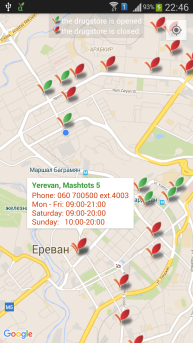 93% 22:46
the drugstore is opened
the drugstore is closed
АРАБКИР
Маршал Баграмян
Yerevan, Mashtots 5
Phone: 060 700500 ext.4003
Mon - Fri: 09:00-21:00
Saturday: 09:00-20:00
Sunday: 10:00-20:00
Ереван
М5
Google